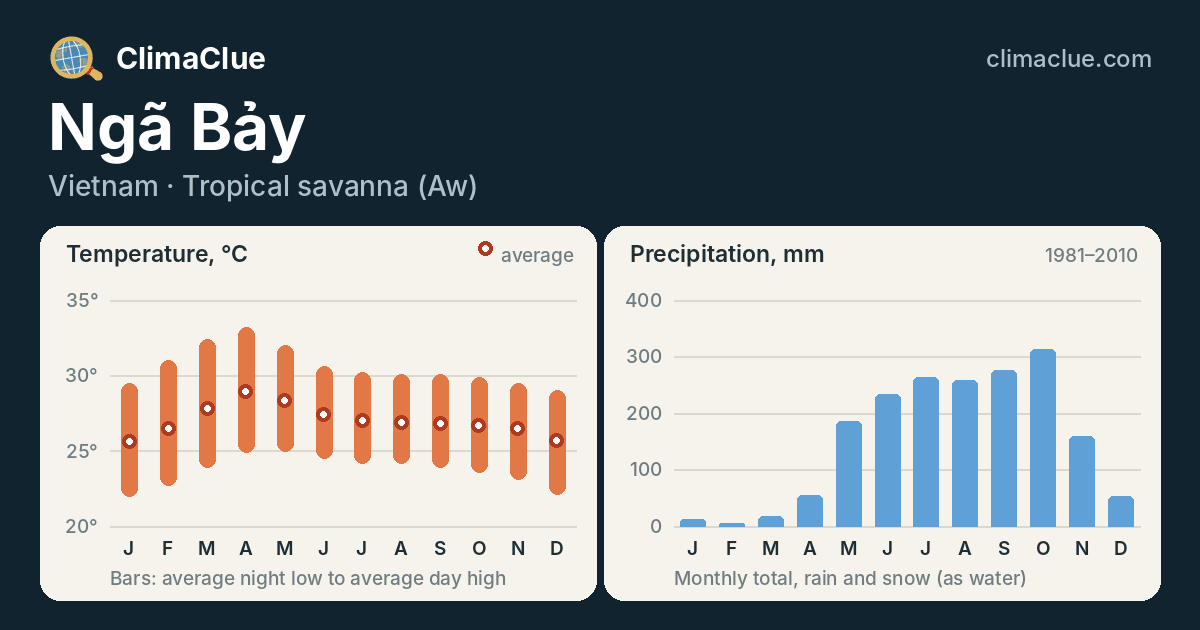 ClimaClue
climaclue.com
Ngã Bảy
Vietnam · Tropical savanna (Aw)
Temperature, °C
average
35°
30°
25°
20°
J F M A M J J A S O N D
Bars: average night low to average day high
Precipitation, mm
1981–2010
400
300
200
100
0
J F M A M J J A S O N D
Monthly total, rain and snow (as water)